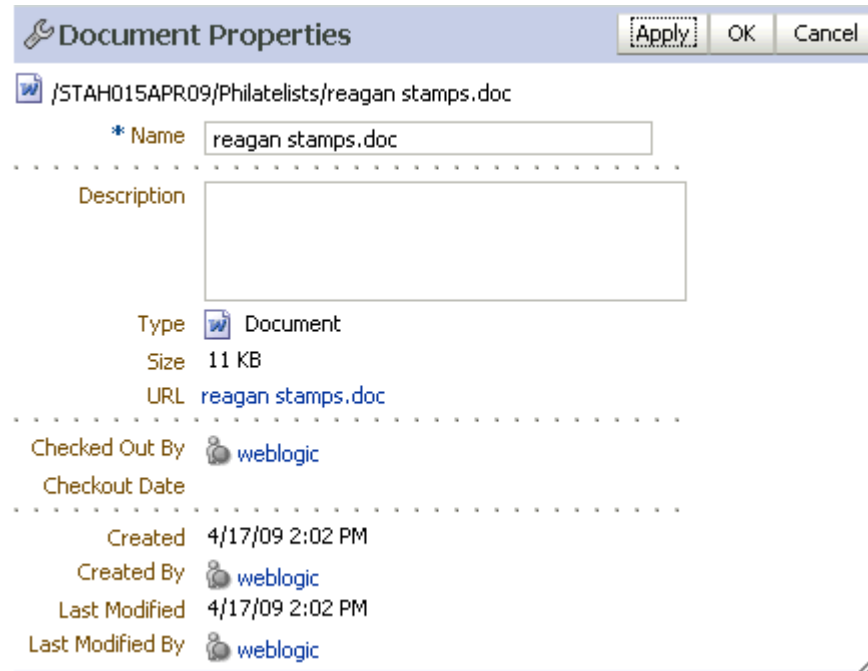 Document Properties Apply OK Cancel
/STAH015APR09/Philatelists/reagan stamps.doc
* Name reagan stamps.doc
Description
Type Document
Size 11 KB
URL reagan stamps.doc
Checked Out By weblogic
Checkout Date
Created 4/17/09 2:02 PM
Created By weblogic
Last Modified 4/17/09 2:02 PM
Last Modified By weblogic